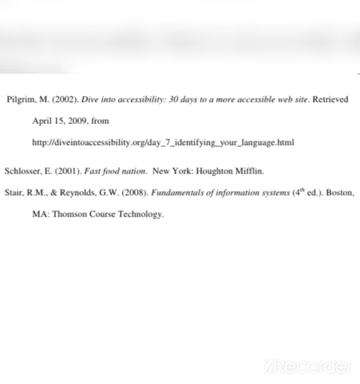 Pilgrim, M. (2002). Dive into accessibility: 30 days to a more accessible web site. Retrieved
April 15, 2009, from
http://diveintoaccessibility.org/day_7_identifying_your_language.html
Schlosser, E. (2001). Fast food nation. New York: Houghton Mifflin.
Stair, R.M., & Reynolds, G.W. (2008). Fundamentals of information systems (4th ed.). Boston,
MA: Thomson Course Technology.
XRecorder